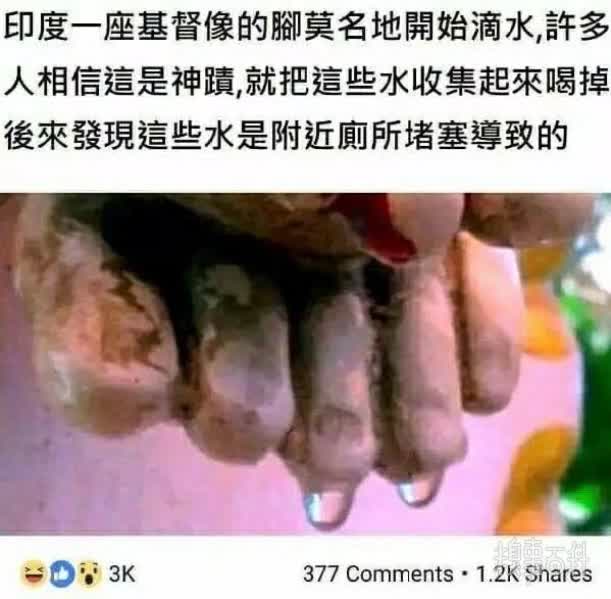 印度一座基督像的腳莫名地開始滴水,許多
人相信這是神蹟,就把這些水收集起來喝掉
後來發現這些水是附近廁所堵塞導致的
3K
377 Comments • 1.2K Shares